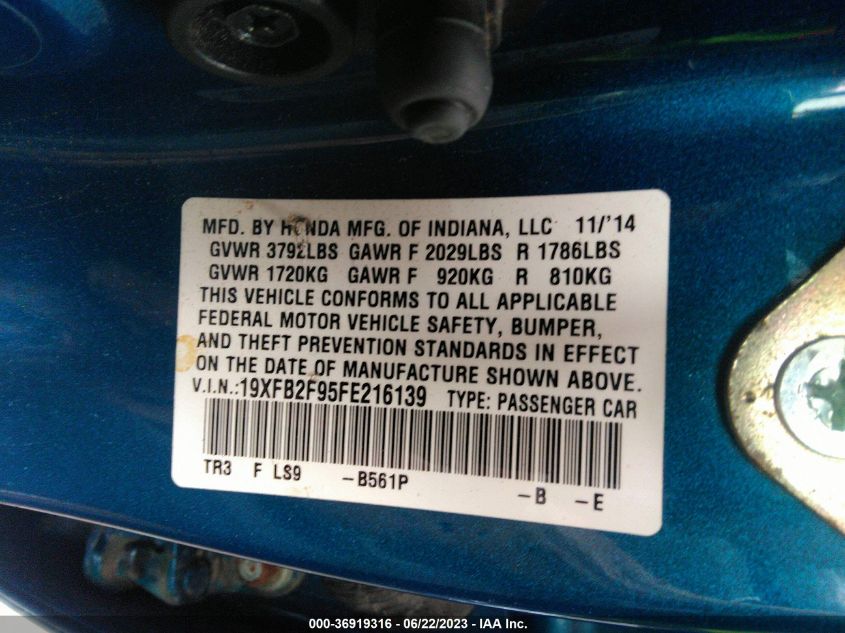 MFD. BY HONDA MFG. OF INDIANA, LLC 11/'14
GVWR 3792LBS GAWR F 2029LBS R 1786LBS
GVWR 1720KG GAWR F 920KG R 810KG
THIS VEHICLE CONFORMS TO ALL APPLICABLE
FEDERAL MOTOR VEHICLE SAFETY, BUMPER,
AND THEFT PREVENTION STANDARDS IN EFFECT
ON THE DATE OF MANUFACTURE SHOWN ABOVE.
V.I.N.:19XFB2F95FE216139 TYPE: PASSENGER CAR
TR3 F LS9 -B561P -B -E
000-36919316 - 06/22/2023 - IAA Inc.